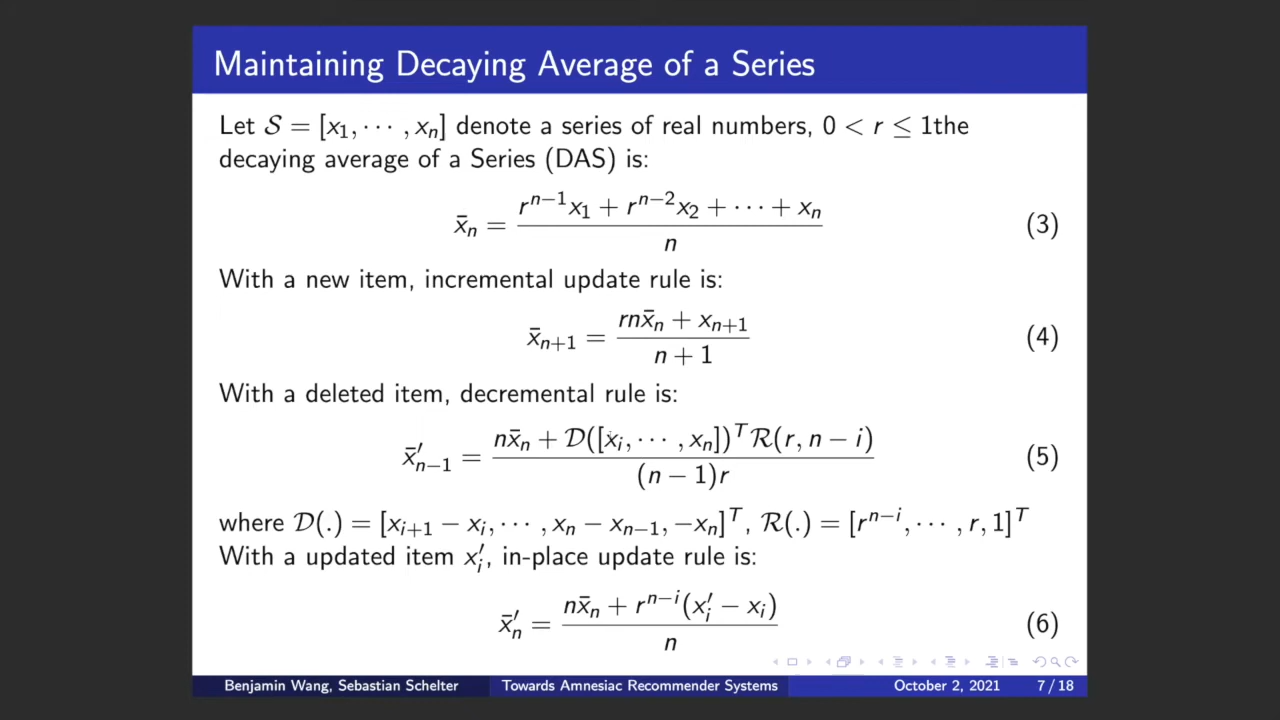 Maintaining Decaying Average of a Series
Let 𝒮 = [x₁, ⋯ , xₙ] denote a series of real numbers, 0 < r ≤ 1the
decaying average of a Series (DAS) is:
x̄ₙ = (rⁿ⁻¹x₁ + rⁿ⁻²x₂ + ⋯ + xₙ) / n (3)
With a new item, incremental update rule is:
x̄ₙ₊₁ = (rnx̄ₙ + xₙ₊₁) / (n + 1) (4)
With a deleted item, decremental rule is:
x̄′ₙ₋₁ = (nx̄ₙ + 𝒟([xᵢ, ⋯ , xₙ])ᵀℛ(r, n − i)) / ((n − 1)r) (5)
where 𝒟(.) = [xᵢ₊₁ − xᵢ, ⋯ , xₙ − xₙ₋₁, −xₙ]ᵀ, ℛ(.) = [rⁿ⁻ⁱ, ⋯ , r, 1]ᵀ
With a updated item x′ᵢ, in-place update rule is:
x̄′ₙ = (nx̄ₙ + rⁿ⁻ⁱ(x′ᵢ − xᵢ)) / n (6)
Benjamin Wang, Sebastian Schelter Towards Amnesiac Recommender Systems October 2, 2021 7 / 18